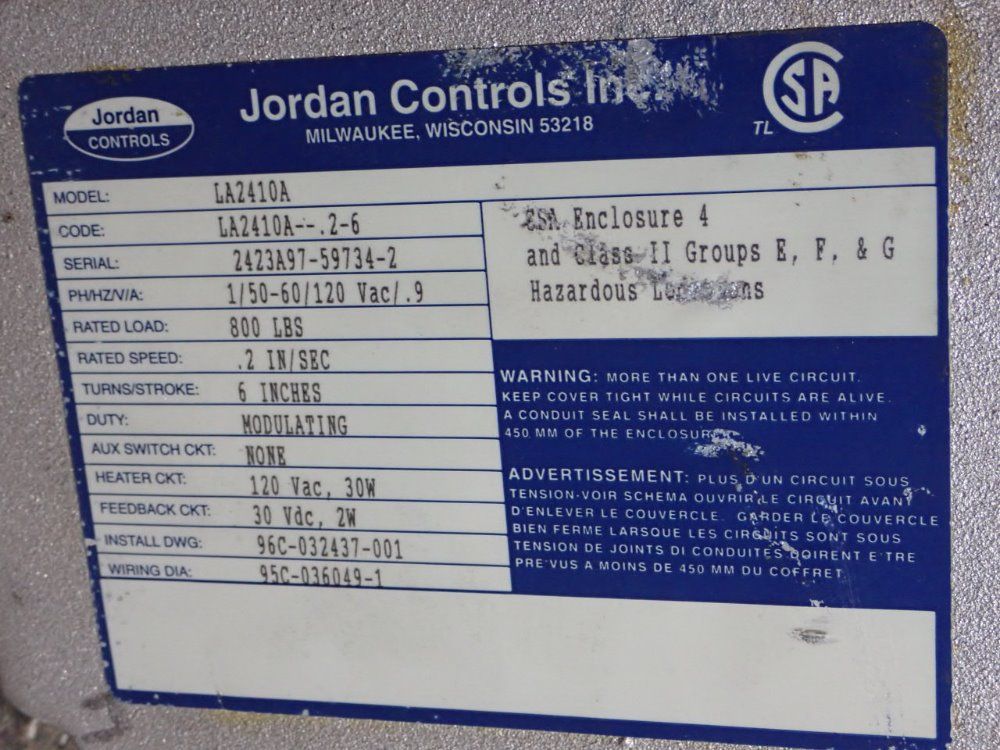 Jordan
CONTROLS
Jordan Controls Inc.
MILWAUKEE, WISCONSIN 53218
TL
CSA
MODEL: LA2410A
CODE: LA2410A--.2-6
SERIAL: 2423A97-59734-2
PH/HZ/V/A: 1/50-60/120 Vac/.9
RATED LOAD: 800 LBS
RATED SPEED: .2 IN/SEC
TURNS/STROKE: 6 INCHES
DUTY: MODULATING
AUX SWITCH CKT: NONE
HEATER CKT: 120 Vac, 30W
FEEDBACK CKT: 30 Vdc, 2W
INSTALL DWG: 96C-032437-001
WIRING DIA: 95C-036049-1
CSA Enclosure 4
and Class II Groups E, F, & G
Hazardous Locations
WARNING: MORE THAN ONE LIVE CIRCUIT.
KEEP COVER TIGHT WHILE CIRCUITS ARE ALIVE.
A CONDUIT SEAL SHALL BE INSTALLED WITHIN
450 MM OF THE ENCLOSURE.
ADVERTISSEMENT: PLUS D'UN CIRCUIT SOUS
TENSION-VOIR SCHEMA OUVRIR LE CIRCUIT AVANT
D'ENLEVER LE COUVERCLE. GARDER LE COUVERCLE
BIEN FERME LARSQUE LES CIRCUITS SONT SOUS
TENSION DE JOINTS DI CONDUITES DOIRENT E'TRE
PRE'VUS A MOINS DE 450 MM DU COFFRET